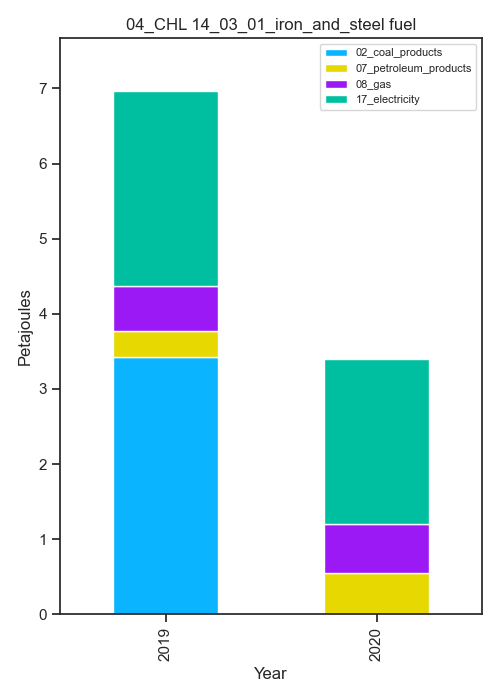 04_CHL 14_03_01_iron_and_steel fuel
02_coal_products
07_petroleum_products
08_gas
17_electricity
7
6
5
4
3
2
1
0
Petajoules
2019
2020
Year